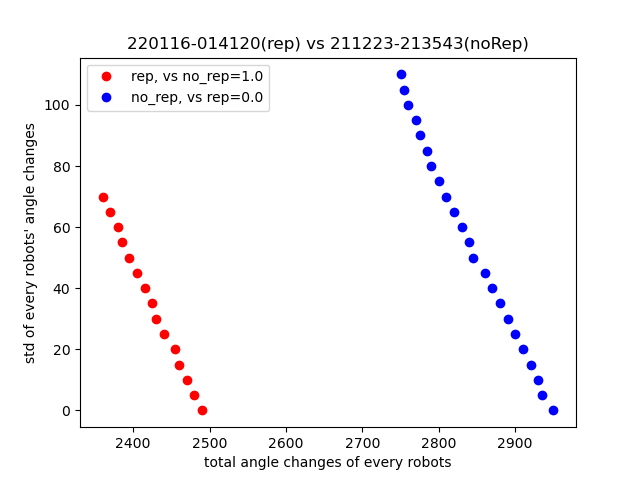 220116-014120(rep) vs 211223-213543(noRep)
rep, vs no_rep=1.0
no_rep, vs rep=0.0
std of every robots' angle changes
100
80
60
40
20
0
2400 2500 2600 2700 2800 2900
total angle changes of every robots